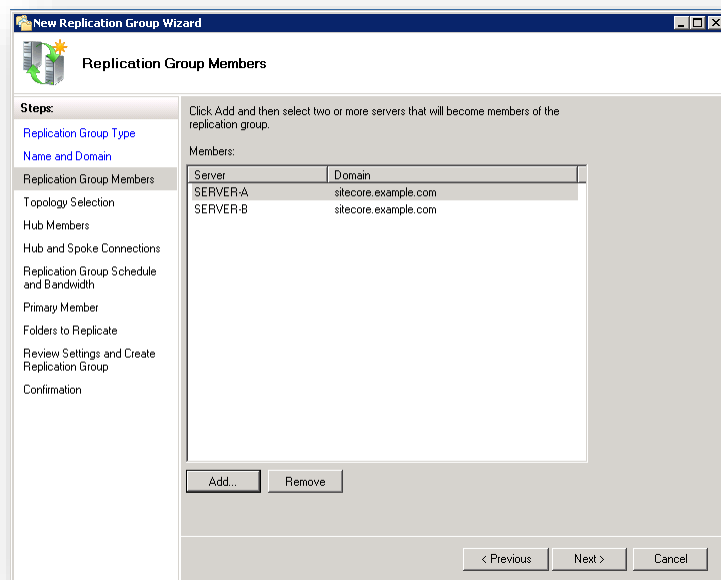 New Replication Group Wizard
Replication Group Members
Steps:
Replication Group Type
Name and Domain
Replication Group Members
Topology Selection
Hub Members
Hub and Spoke Connections
Replication Group Schedule
and Bandwidth
Primary Member
Folders to Replicate
Review Settings and Create
Replication Group
Confirmation
Click Add and then select two or more servers that will become members of the
replication group.
Members:
Server Domain
SERVER-A sitecore.example.com
SERVER-B sitecore.example.com
Add... Remove
< Previous Next > Cancel